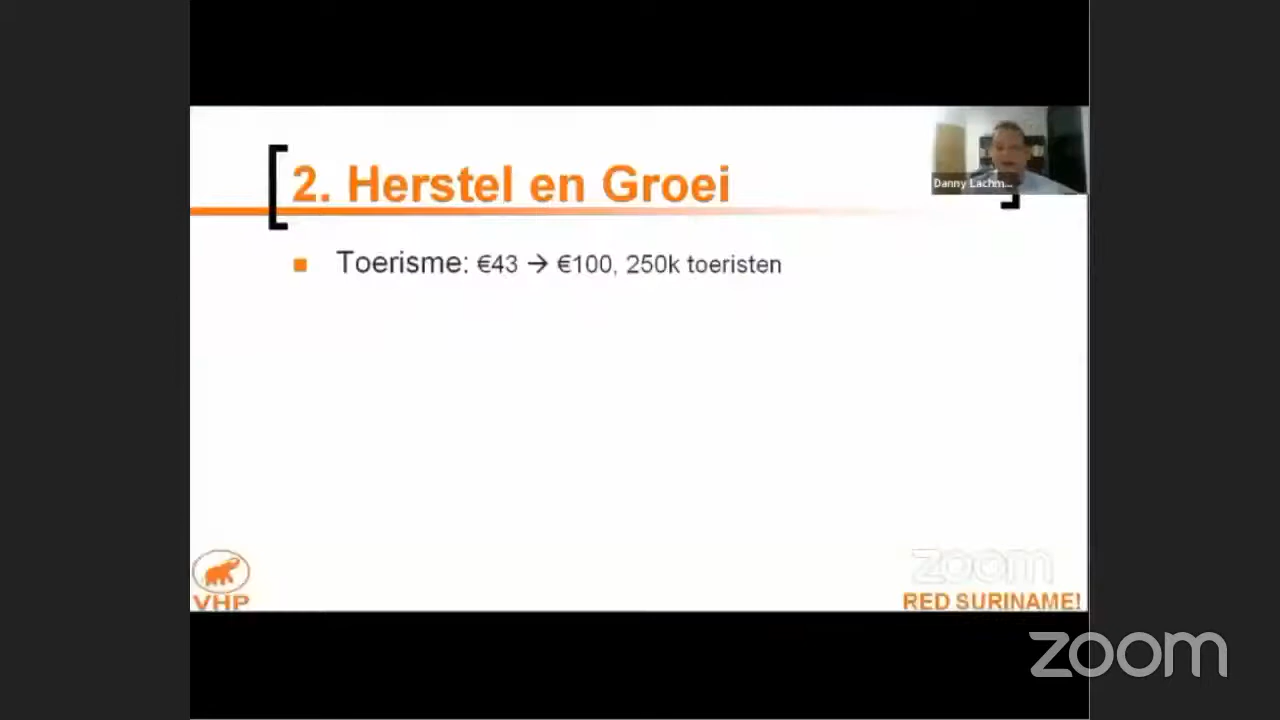 2. Herstel en Groei
Danny Lachm...
Toerisme: €43 → €100, 250k toeristen
VHP
zoom
RED SURINAME!
zoom